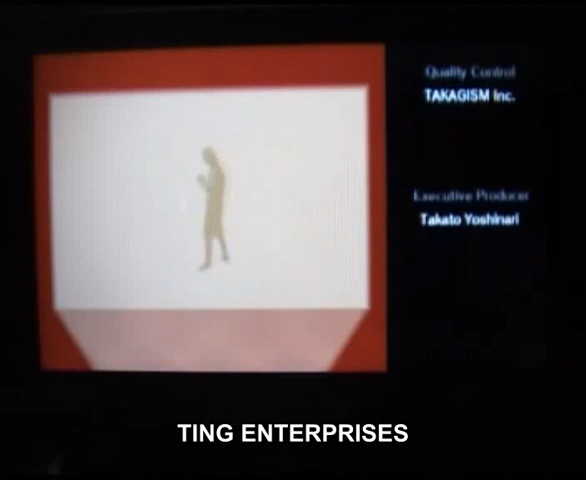 Quality Control
TAKAGISM Inc.
Executive Producer
Takato Yoshinari
TING ENTERPRISES